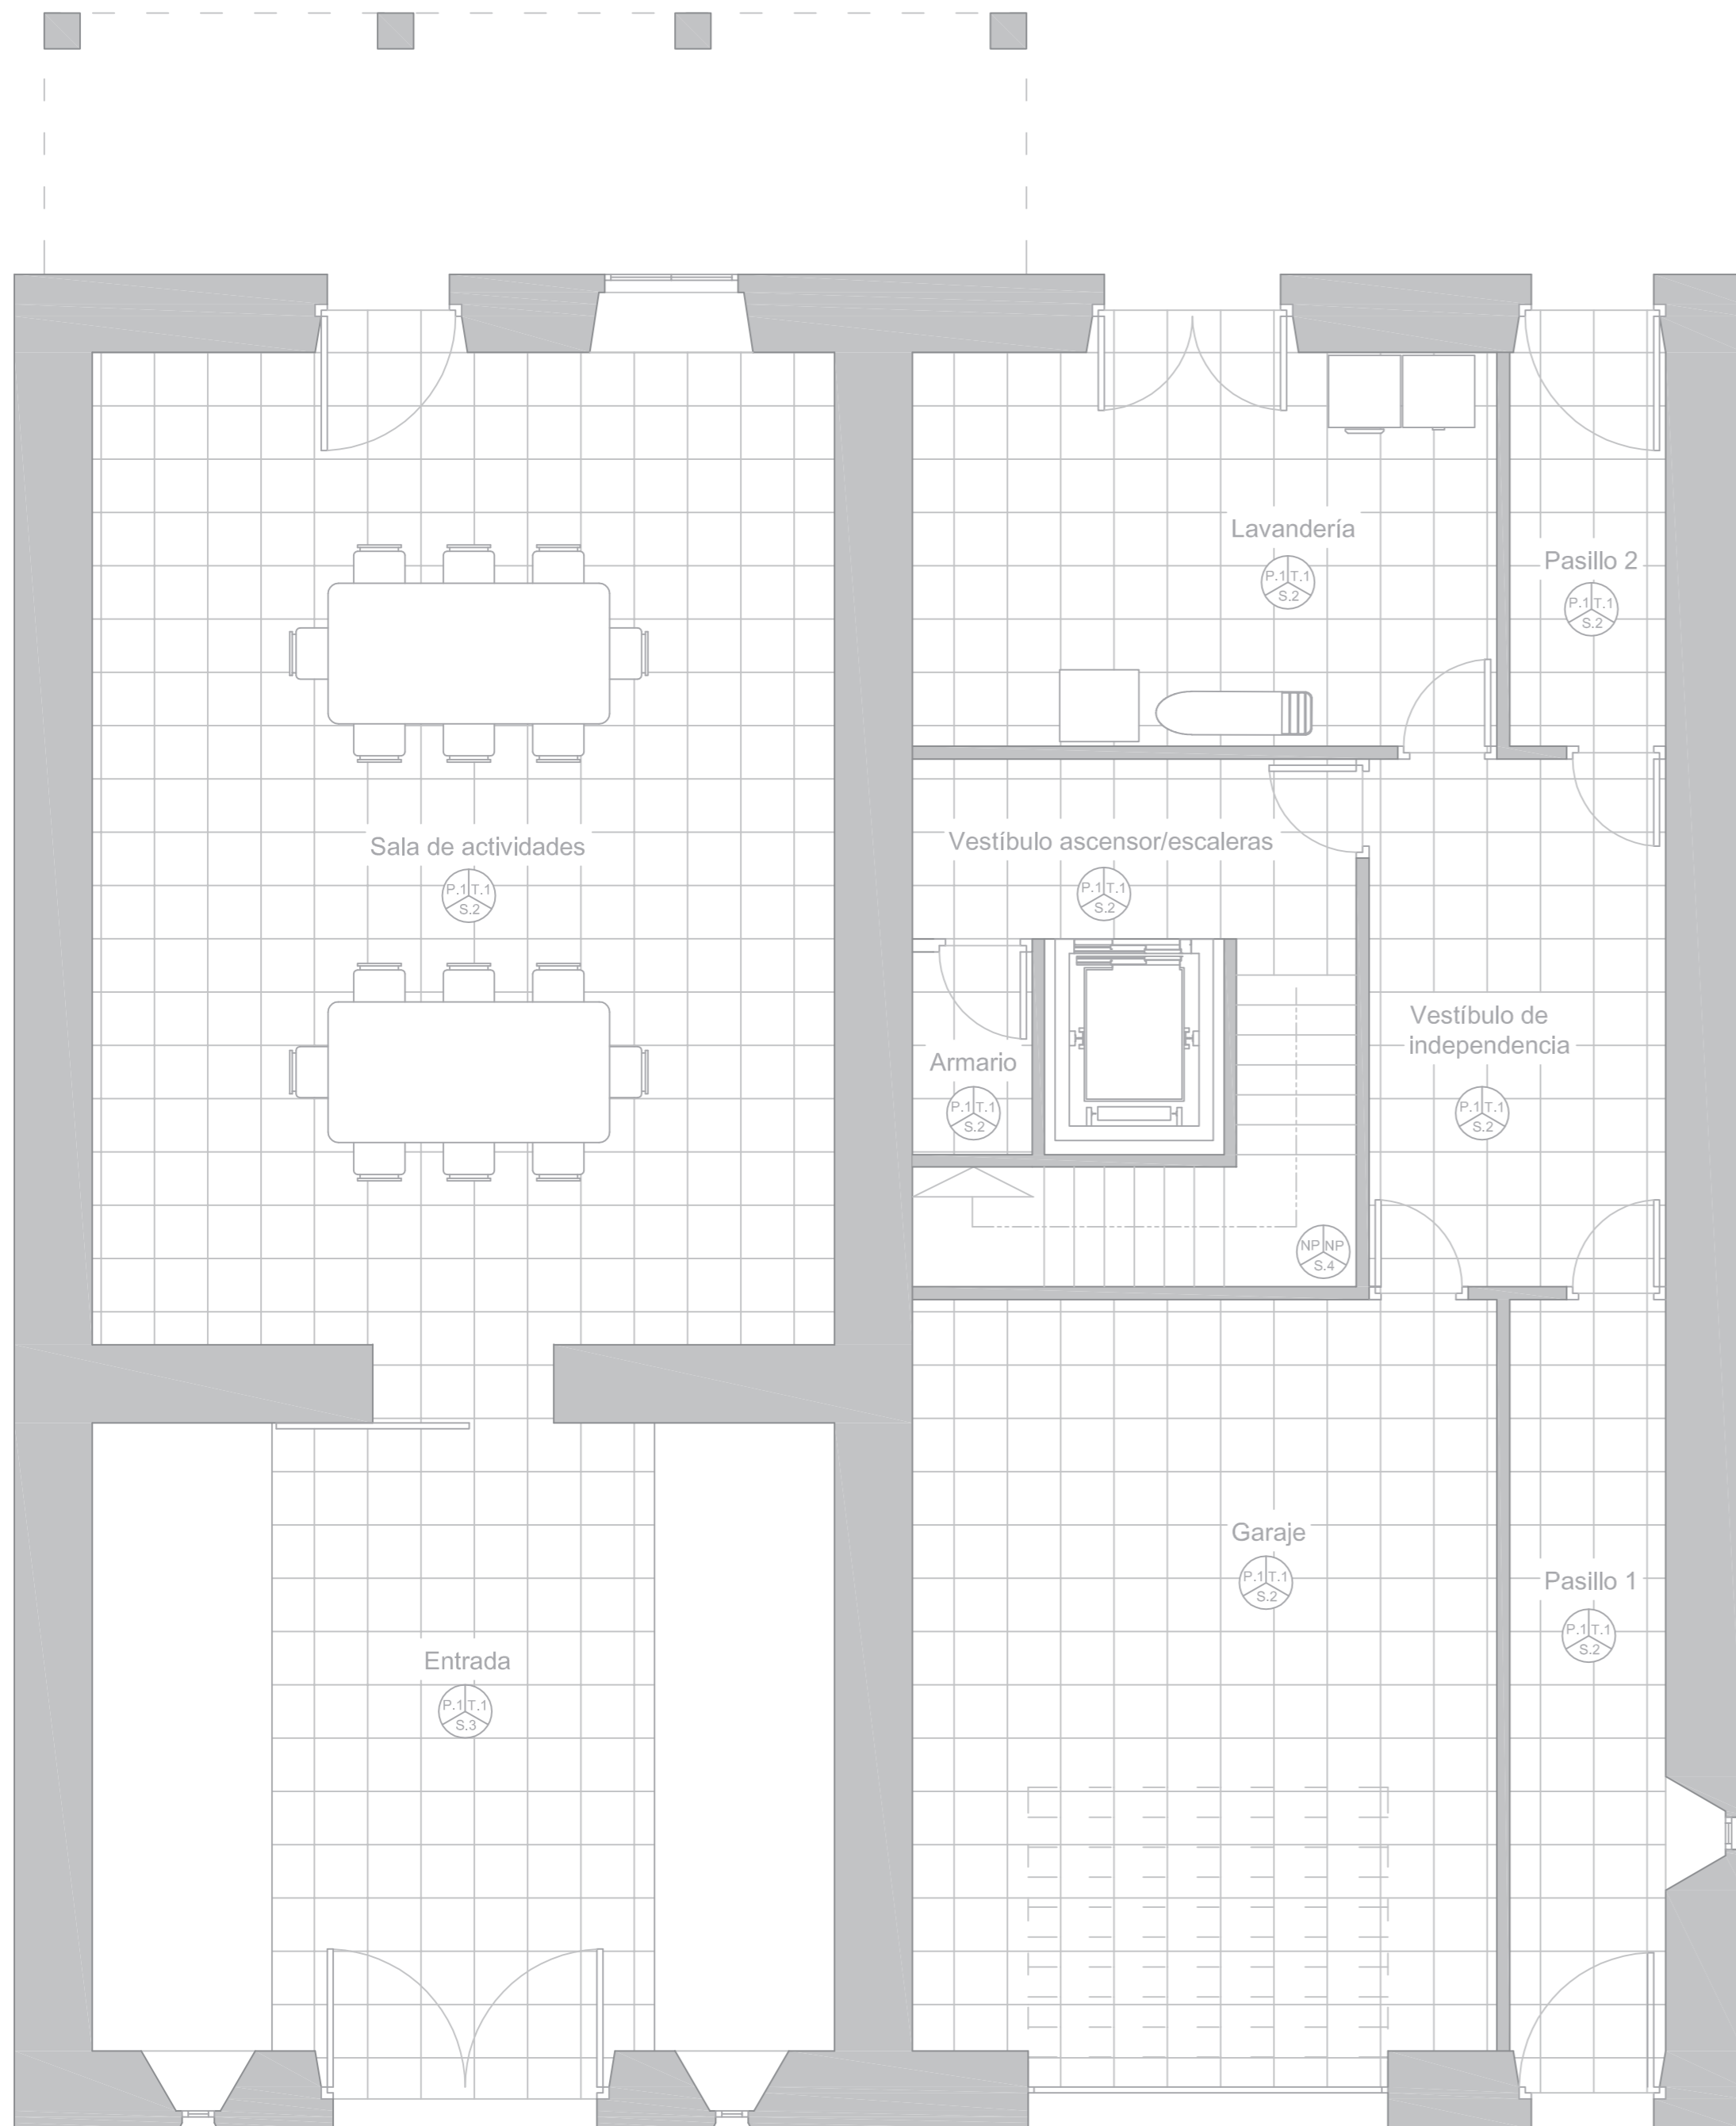 Lavandería
P.1 T.1
S.2
Pasillo 2
P.1 T.1
S.2
Sala de actividades
P.1 T.1
S.2
Vestíbulo ascensor/escaleras
P.1 T.1
S.2
Vestíbulo de
independencia
P.1 T.1
S.2
Armario
P.1 T.1
S.2
NP NP
S.4
Garaje
P.1 T.1
S.2
Pasillo 1
P.1 T.1
S.2
Entrada
P.1 T.1
S.3